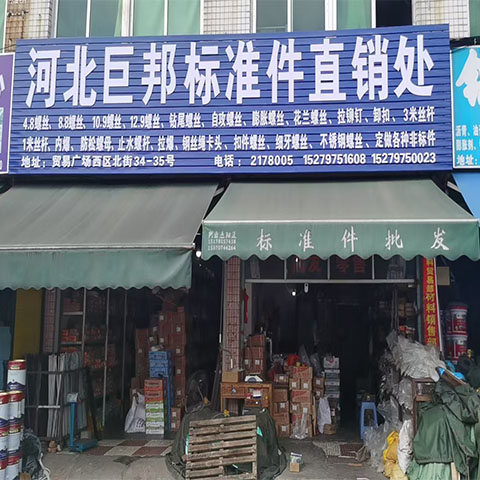 河北巨邦标准件直销处
4.8螺丝、8.8螺丝、10.9螺丝、12.9螺丝、钻尾螺丝、自攻螺丝、膨胀螺丝、花兰螺丝、拉铆钉、卸扣、3米丝杆
1米丝杆、内爆、防松螺母、止水螺杆、拉爆、钢丝绳卡头、扣件螺丝、细牙螺丝、不锈钢螺丝、定做各种非标件
地址：贸易广场西区北街34-35号 电话：2178005 15279751608 15279750023
标准件批发
材料销售